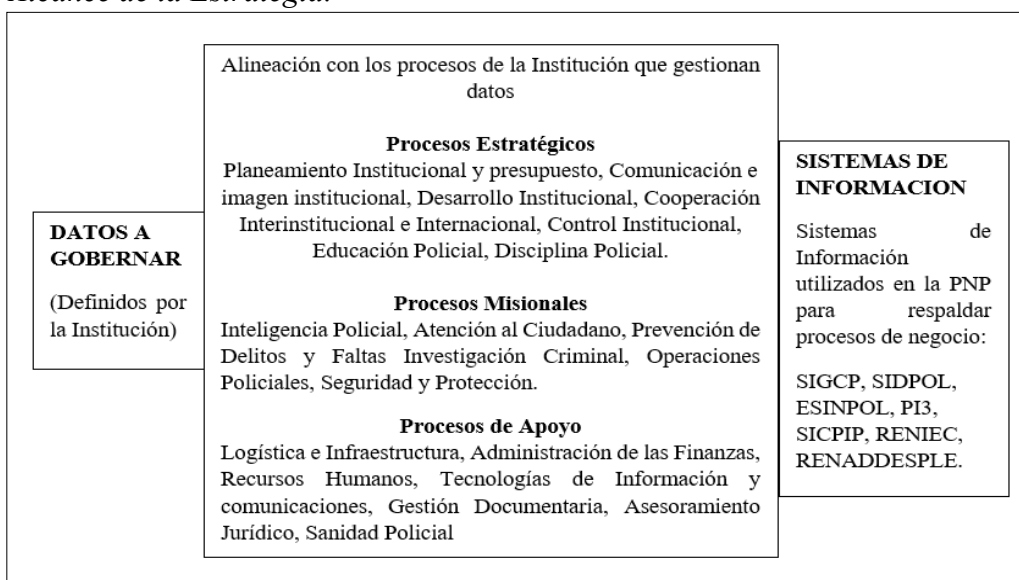 Alcance de la Estrategia.
DATOS A
GOBERNAR
(Definidos por
la Institución)
Alineación con los procesos de la Institución que gestionan
datos
Procesos Estratégicos
Planeamiento Institucional y presupuesto, Comunicación e
imagen institucional, Desarrollo Institucional, Cooperación
Interinstitucional e Internacional, Control Institucional,
Educación Policial, Disciplina Policial.
Procesos Misionales
Inteligencia Policial, Atención al Ciudadano, Prevención de
Delitos y Faltas Investigación Criminal, Operaciones
Policiales, Seguridad y Protección.
Procesos de Apoyo
Logística e Infraestructura, Administración de las Finanzas,
Recursos Humanos, Tecnologías de Información y
comunicaciones, Gestión Documentaria, Asesoramiento
Jurídico, Sanidad Policial
SISTEMAS DE
INFORMACION
Sistemas de
Información
utilizados en la PNP
para respaldar
procesos de negocio:
SIGCP, SIDPOL,
ESINPOL, PI3,
SICPIP, RENIEC,
RENADDESPLE.